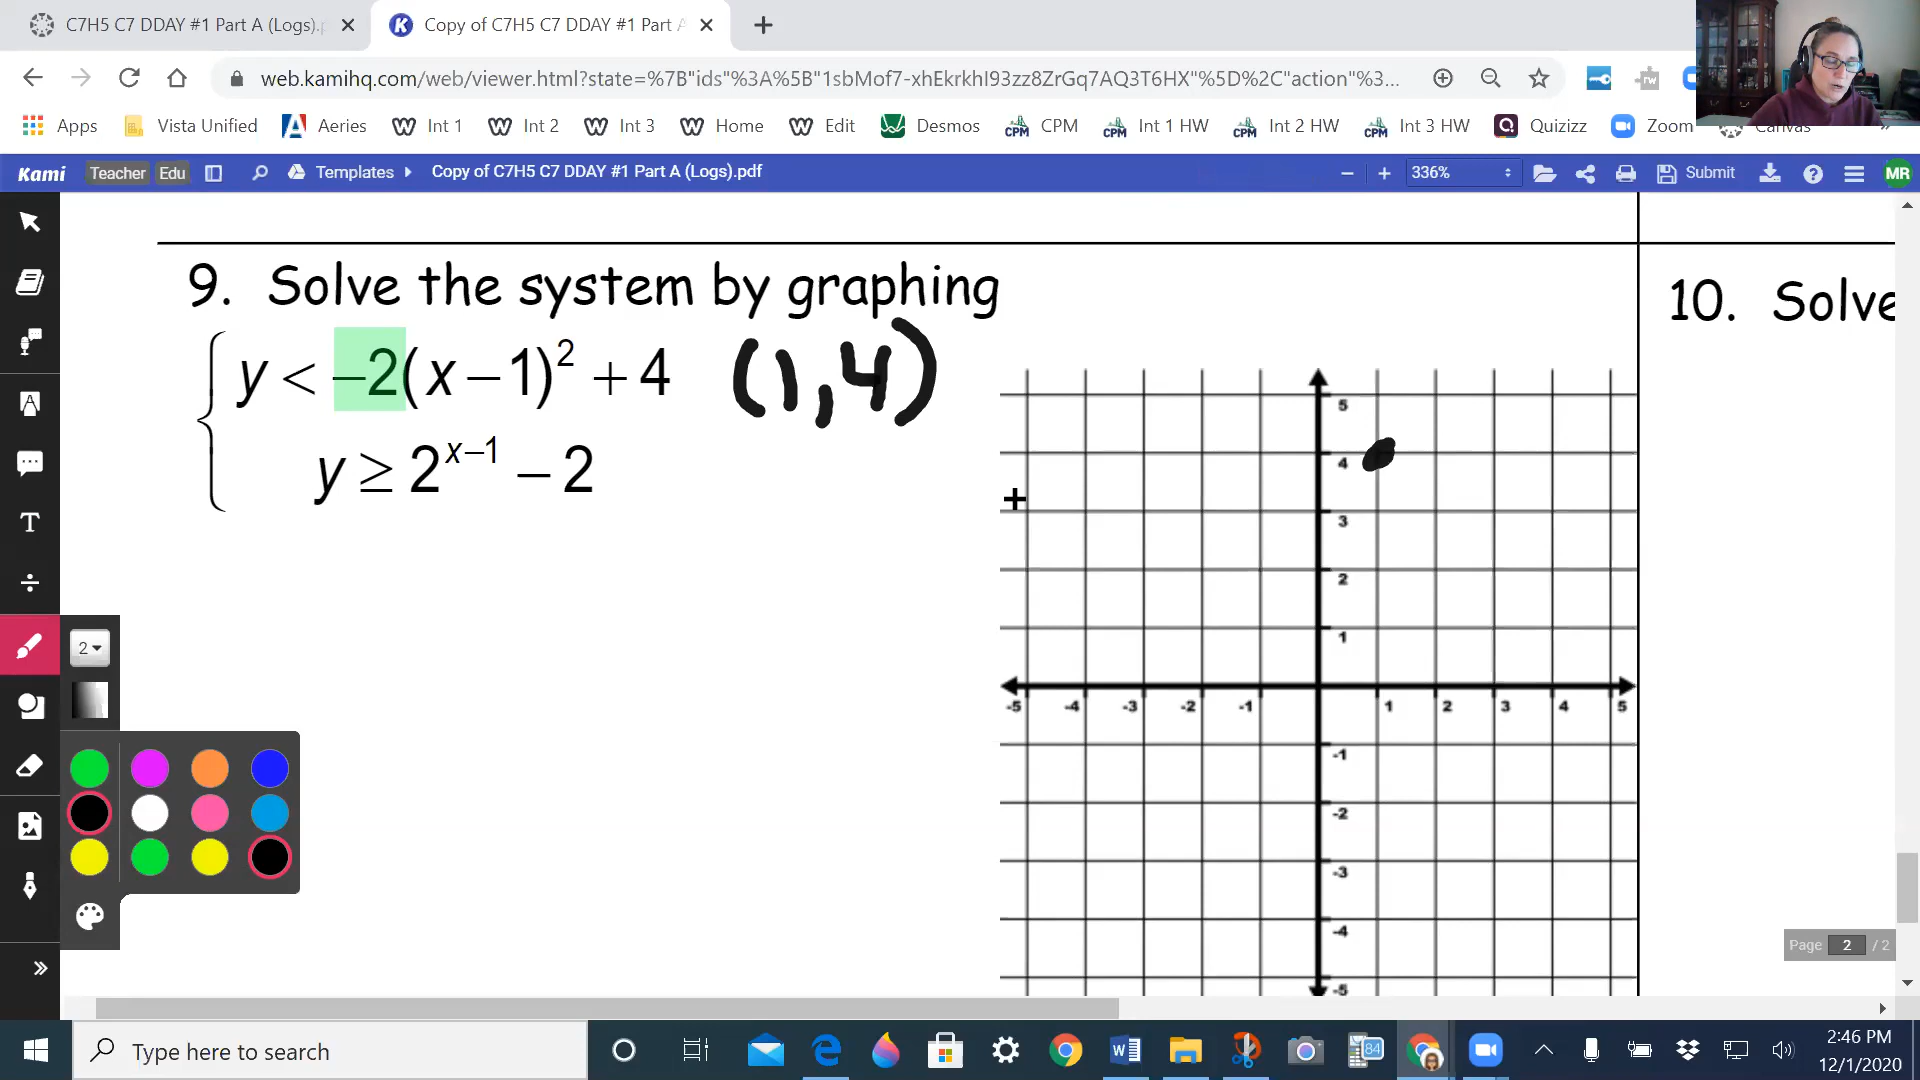 C7H5 C7 DDAY #1 Part A (Logs).p
Copy of C7H5 C7 DDAY #1 Part A
web.kamihq.com/web/viewer.html?state=%7B"ids"%3A%5B"1sbMof7-xhEkrkhI93zz8ZrGq7AQ3T6HX"%5D%2C"action"%3...
Apps Vista Unified Aeries Int 1 Int 2 Int 3 Home Edit Desmos CPM Int 1 HW Int 2 HW Int 3 HW Quizizz Zoom Canvas
Kami Teacher Edu Templates Copy of C7H5 C7 DDAY #1 Part A (Logs).pdf 336% Submit MR
9. Solve the system by graphing
10. Solve
y < –2(x – 1)² + 4 (1,4)
y ≥ 2^(x–1) – 2
5
4
3
2
1
-5 -4 -3 -2 -1 1 2 3 4 5
-1
-2
-3
-4
-5
2
Page 2 / 2
Type here to search
84
2:46 PM
12/1/2020